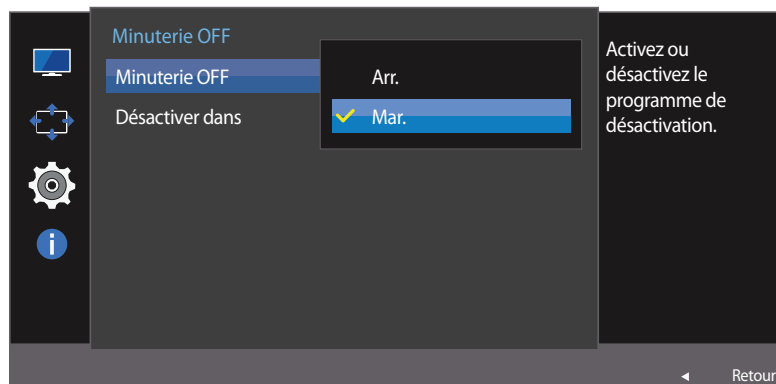 Minuterie OFF
Minuterie OFF
Arr.
Désactiver dans
Mar.
Activez ou
désactivez le
programme de
désactivation.
Retour